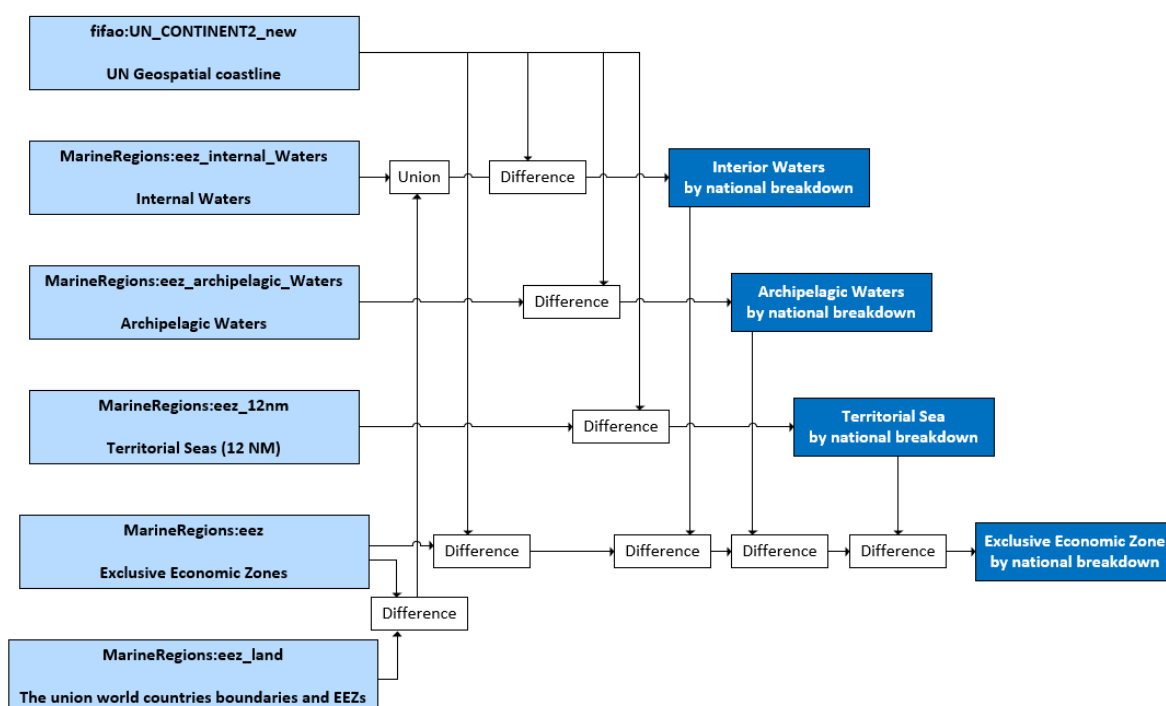 fifao:UN_CONTINENT2_new
UN Geospatial coastline
MarineRegions:eez_internal_Waters
Internal Waters
Union
Difference
Interior Waters
by national breakdown
MarineRegions:eez_archipelagic_Waters
Archipelagic Waters
Difference
Archipelagic Waters
by national breakdown
MarineRegions:eez_12nm
Territorial Seas (12 NM)
Difference
Territorial Sea
by national breakdown
MarineRegions:eez
Exclusive Economic Zones
Difference
Difference
Difference
Difference
Exclusive Economic Zone
by national breakdown
Difference
MarineRegions:eez_land
The union world countries boundaries and EEZs